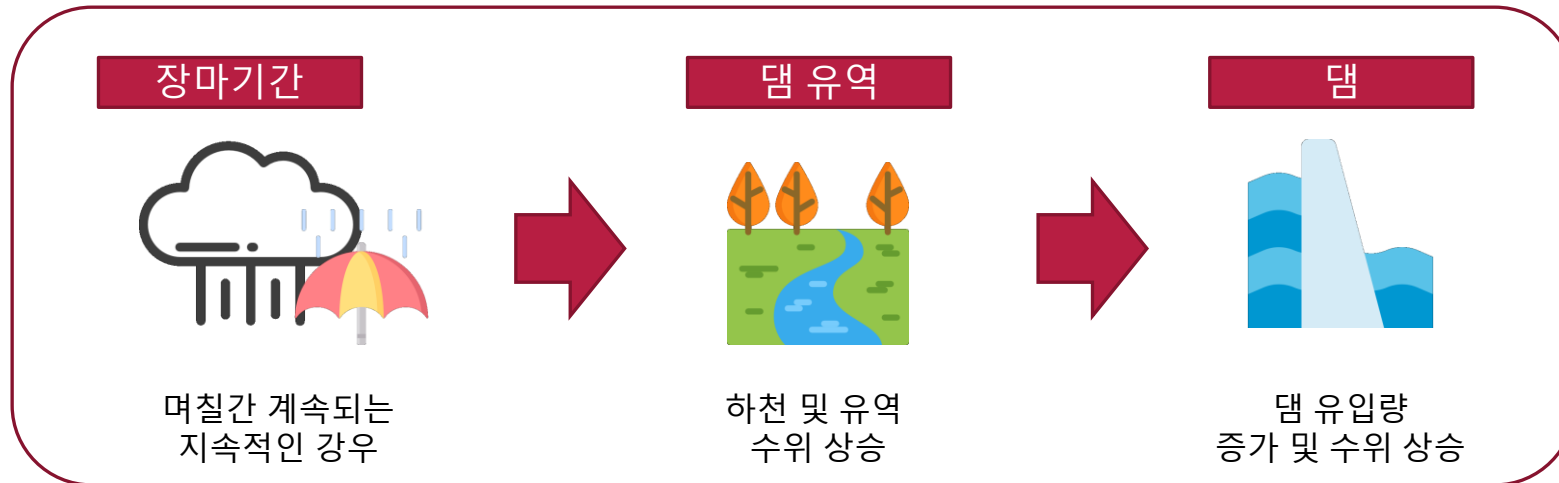 장마기간
며칠간 계속되는
지속적인 강우
댐 유역
하천 및 유역
수위 상승
댐
댐 유입량
증가 및 수위 상승